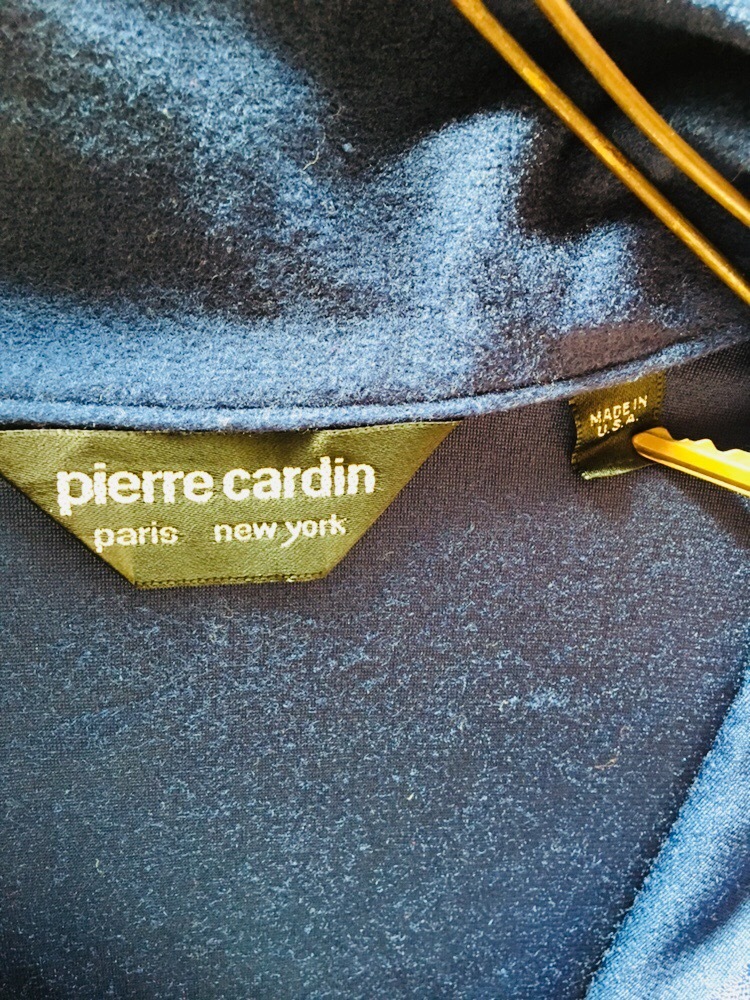 pierre cardin
paris new york
MADE IN
U.S.A.